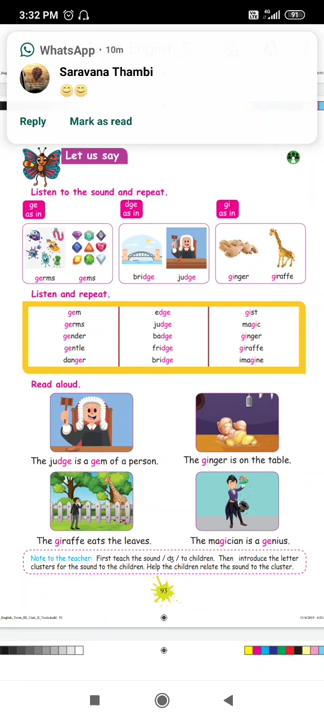 3:32 PM
4G
91
WhatsApp • 10m
Saravana Thambi
😊😊
Reply
Mark as read
Let us say
Listen to the sound and repeat.
ge as in
dge as in
gi as in
germs gems
bridge judge
ginger giraffe
Listen and repeat.
gem edge gist
germs judge magic
gender badge ginger
gentle fridge giraffe
danger bridge imagine
Read aloud.
The judge is a gem of a person.
The ginger is on the table.
The giraffe eats the leaves.
The magician is a genius.
Note to the teacher: First teach the sound / ʤ / to children. Then introduce the letter
clusters for the sound to the children. Help the children relate the sound to the cluster.
93